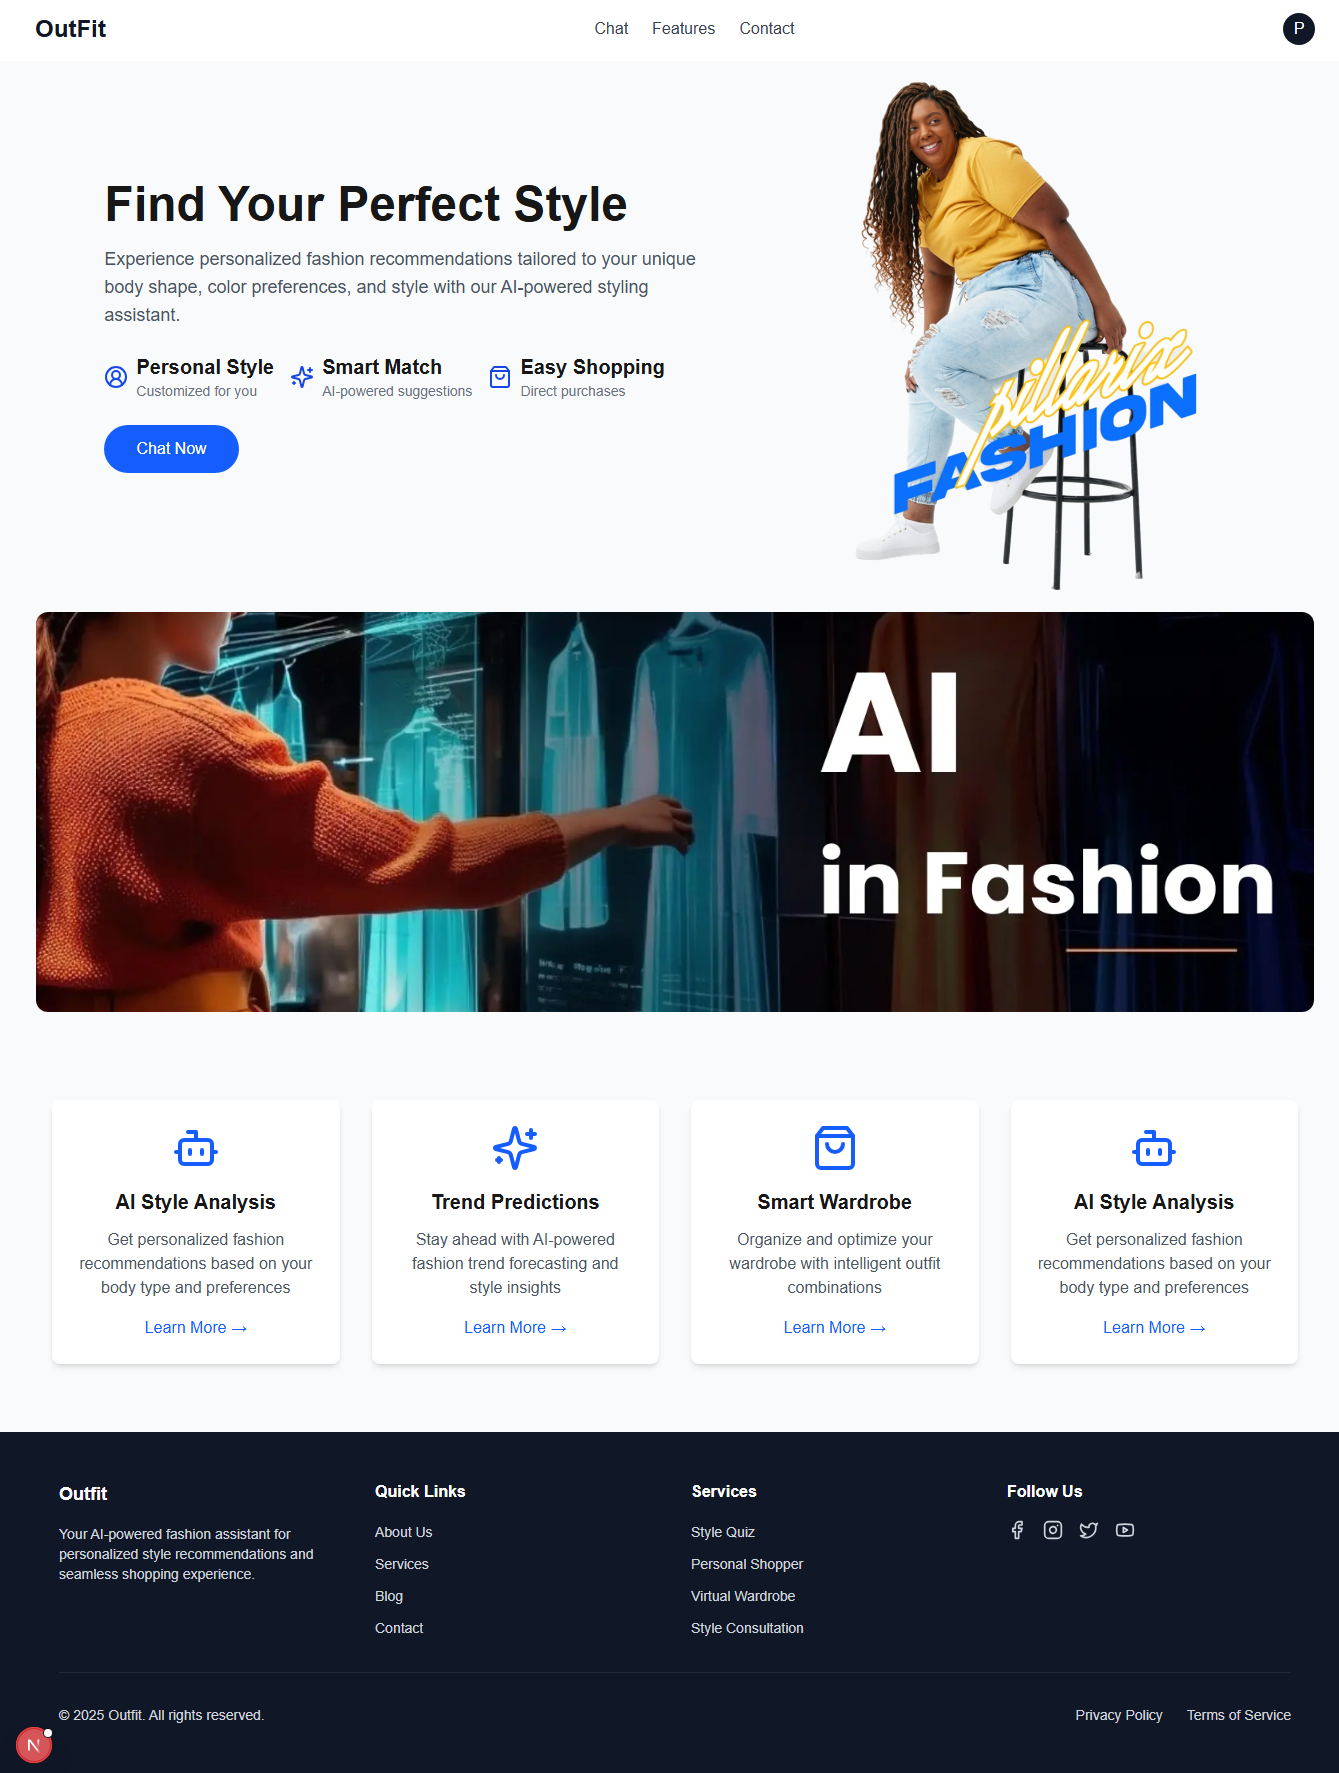 OutFit
Chat
Features
Contact
P
Find Your Perfect Style
Experience personalized fashion recommendations tailored to your unique
body shape, color preferences, and style with our AI-powered styling
assistant.
Personal Style
Customized for you
Smart Match
AI-powered suggestions
Easy Shopping
Direct purchases
Chat Now
pillarix
FASHION
AI
in Fashion
AI Style Analysis
Get personalized fashion
recommendations based on your
body type and preferences
Learn More →
Trend Predictions
Stay ahead with AI-powered
fashion trend forecasting and
style insights
Learn More →
Smart Wardrobe
Organize and optimize your
wardrobe with intelligent outfit
combinations
Learn More →
AI Style Analysis
Get personalized fashion
recommendations based on your
body type and preferences
Learn More →
Outfit
Your AI-powered fashion assistant for
personalized style recommendations and
seamless shopping experience.
Quick Links
About Us
Services
Blog
Contact
Services
Style Quiz
Personal Shopper
Virtual Wardrobe
Style Consultation
Follow Us
© 2025 Outfit. All rights reserved.
Privacy Policy
Terms of Service
N